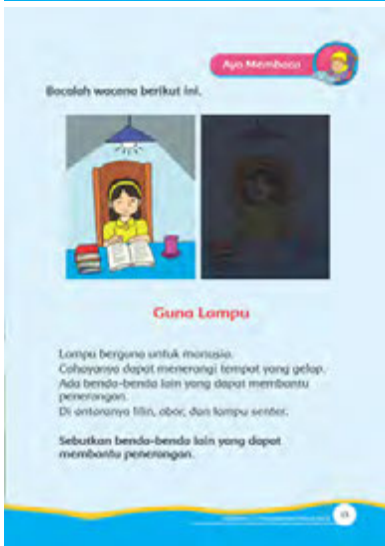 Ayo Membaca
Bacalah wacana berikut ini.
Guna Lampu
Lampu berguna untuk manusia.
Cahayanya dapat menerangi tempat yang gelap.
Ada benda-benda lain yang dapat membantu
penerangan.
Di antaranya lilin, obor, dan lampu senter.
Sebutkan benda-benda lain yang dapat
membantu penerangan.